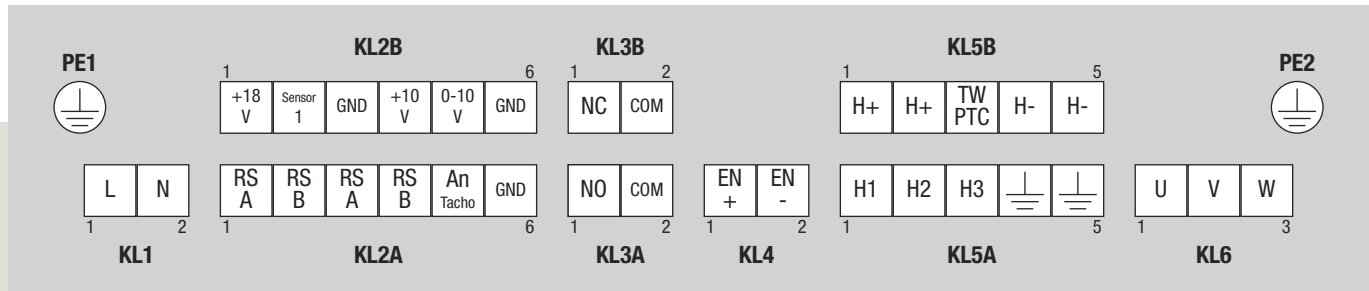 KL2B KL3B KL5B
PE1 PE2
1 6 1 2 1 5
+18 V Sensor 1 GND +10 V 0-10 V GND NC COM H+ H+ TW PTC H- H-
L N RS A RS B RS A RS B An Tacho GND NO COM EN + EN - H1 H2 H3 U V W
1 2 1 6 1 2 1 2 1 5 1 3
KL1 KL2A KL3A KL4 KL5A KL6